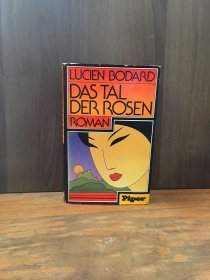 LUCIEN BODARD
DAS TAL
DER ROSEN
ROMAN
Piper